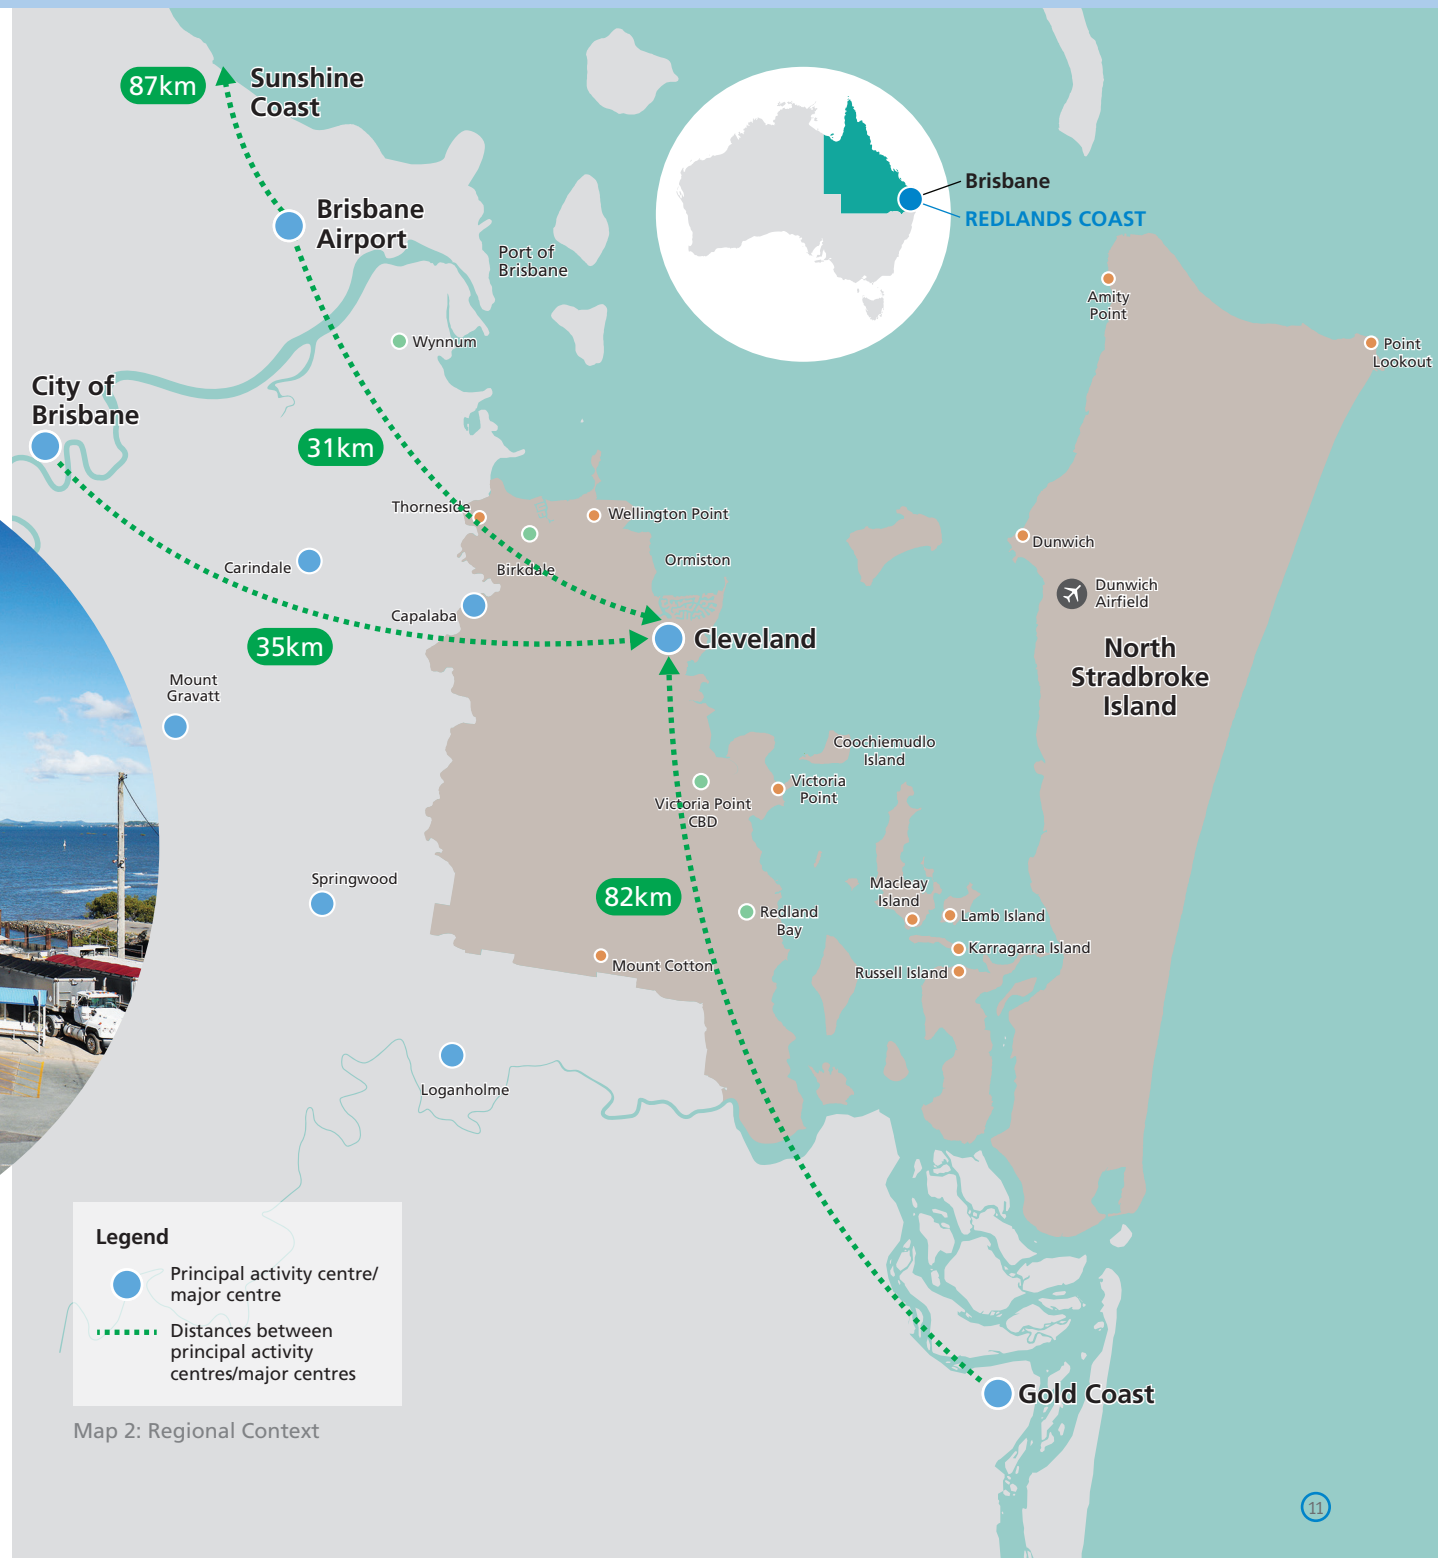 87km
Sunshine
Coast
Brisbane
Airport
Port of
Brisbane
Brisbane
REDLANDS COAST
Amity
Point
Point
Lookout
Wynnum
City of
Brisbane
31km
Thorneside
Wellington Point
Birkdale
Ormiston
Dunwich
Dunwich
Airfield
Carindale
Capalaba
35km
Cleveland
North
Stradbroke
Island
Mount
Gravatt
Coochiemudlo
Island
Victoria
Point
Victoria Point
CBD
Springwood
82km
Macleay
Island
Redland
Bay
Lamb Island
Karragarra Island
Russell Island
Mount Cotton
Loganholme
Legend
Principal activity centre/
major centre
Distances between
principal activity
centres/major centres
Gold Coast
Map 2: Regional Context
11